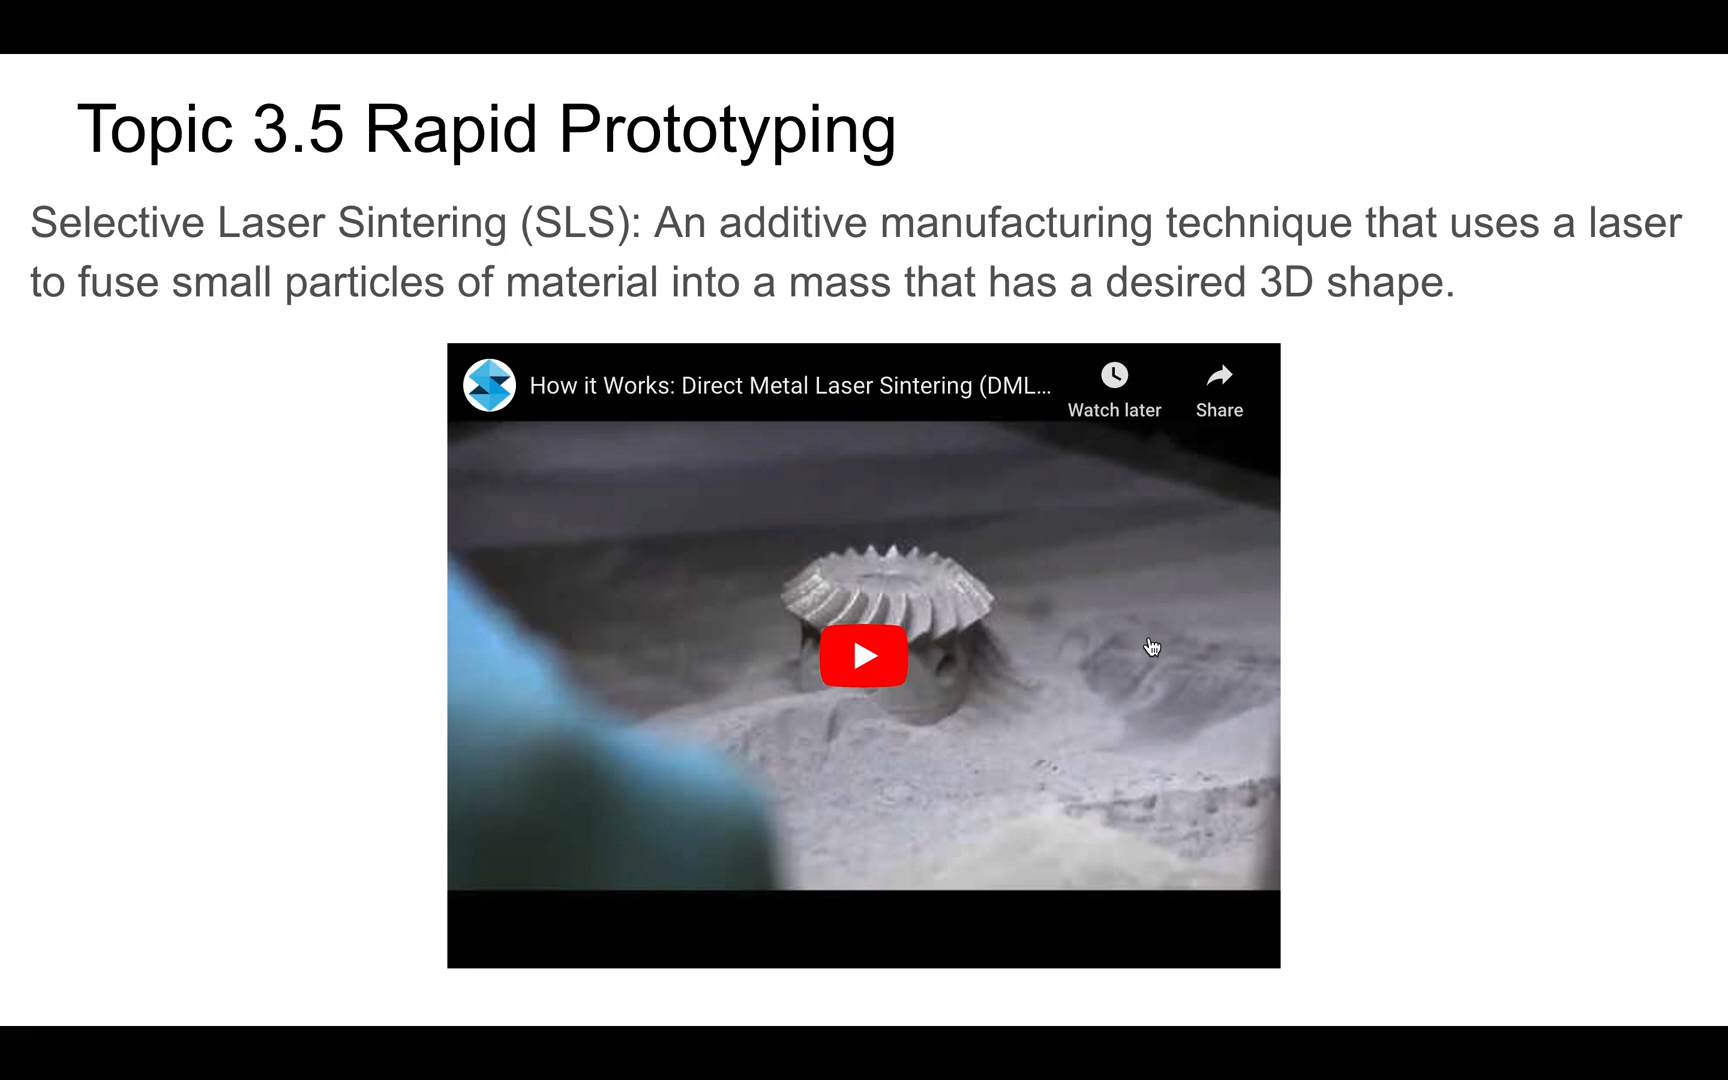 Topic 3.5 Rapid Prototyping
Selective Laser Sintering (SLS): An additive manufacturing technique that uses a laser
to fuse small particles of material into a mass that has a desired 3D shape.
How it Works: Direct Metal Laser Sintering (DML...
Watch later
Share